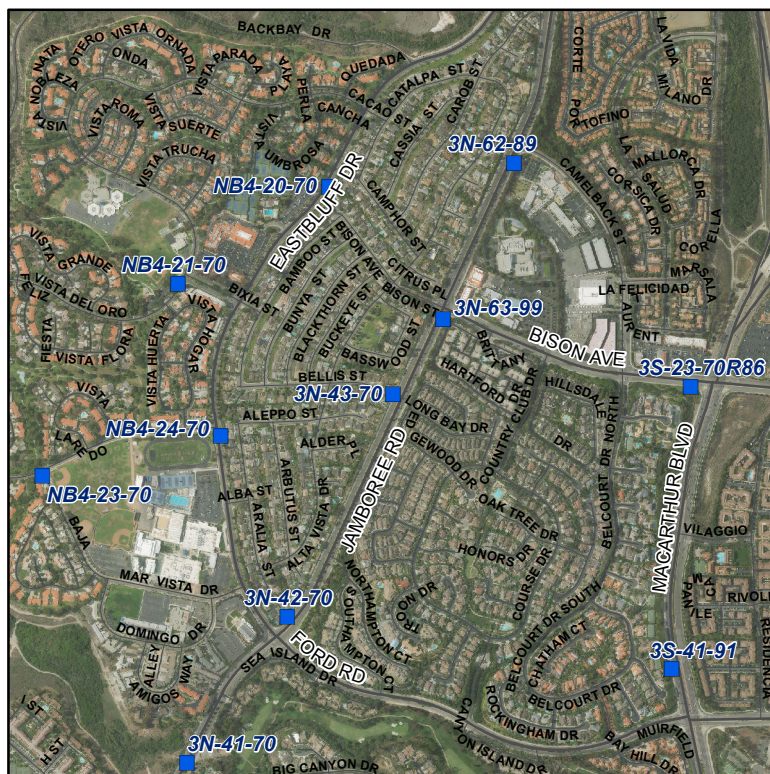 BACKBAY DR
VISTA ORNADA
OTERO
ONDA
VISTA PARADA
VISTA NOS NATA
PLAYA
QUEDADA
CATALPA ST
CORTE
LA VIDA
MILANO DR
PERLA
CACAO ST
CAROB ST
CANCHA
CASSIA ST
POR
TOFINO
VISTA
ROMA
VISTA
SUERTE
VISTA
UMBROSA
VISTA TRUCHA
3N-62-89
LA
MALLORCA DR
SALUD
CORSICA DR
CAMELBACK ST
NB4-20-70
EASTBLUFF DR
CAMPHOR ST
CORELLA
VISTA
GRANDE
BAMBOO ST
BISON AVE
CITRUS PL
MARSALA
NB4-21-70
BIXIA ST
BISON ST
LA FELICIDAD
FELIZ
VISTA DEL ORO
VISTA HOGAR
BUNYA ST
BLACKTHORN ST
BUCKEYE ST
3N-63-99
LAURENT
FIESTA
VISTA FLORA
VISTA HUERTA
BASSWOOD ST
BRITTANY
BISON AVE
BELLIS ST
HARTFORD DR
COUNTRY CLUB DR
HILLSDALE DR
3S-23-70R86
3N-43-70
VISTA
LAREDO
ALEPPO ST
LONG BAY DR
NB4-24-70
ALDER PL
EDGEWOOD DR
BELCOURT DR NORTH
MACARTHUR BLVD
NB4-23-70
ALBA ST
ARBUTUS ST
ALTA VISTA DR
JAMBOREE RD
OAK TREE DR
ARALIA ST
BAJA
HONORS DR
VILAGGIO
MAR VISTA DR
NORTHAMPTON CT
SOUTHAMPTON CT
TROON DR
COURSE DR
RIVOLI
3N-42-70
DOMINGO DR
FORD RD
BELCOURT DR SOUTH
CHATHAM CT
RESIDENCIA
ALLEY
AMIGOS WAY
SEA ISLAND DR
3S-41-91
BELCOURT DR
ROCKINGHAM DR
I ST
H ST
MUIRFIELD
BAY HILL DR
CANYON ISLAND DR
3N-41-70
BIG CANYON DR